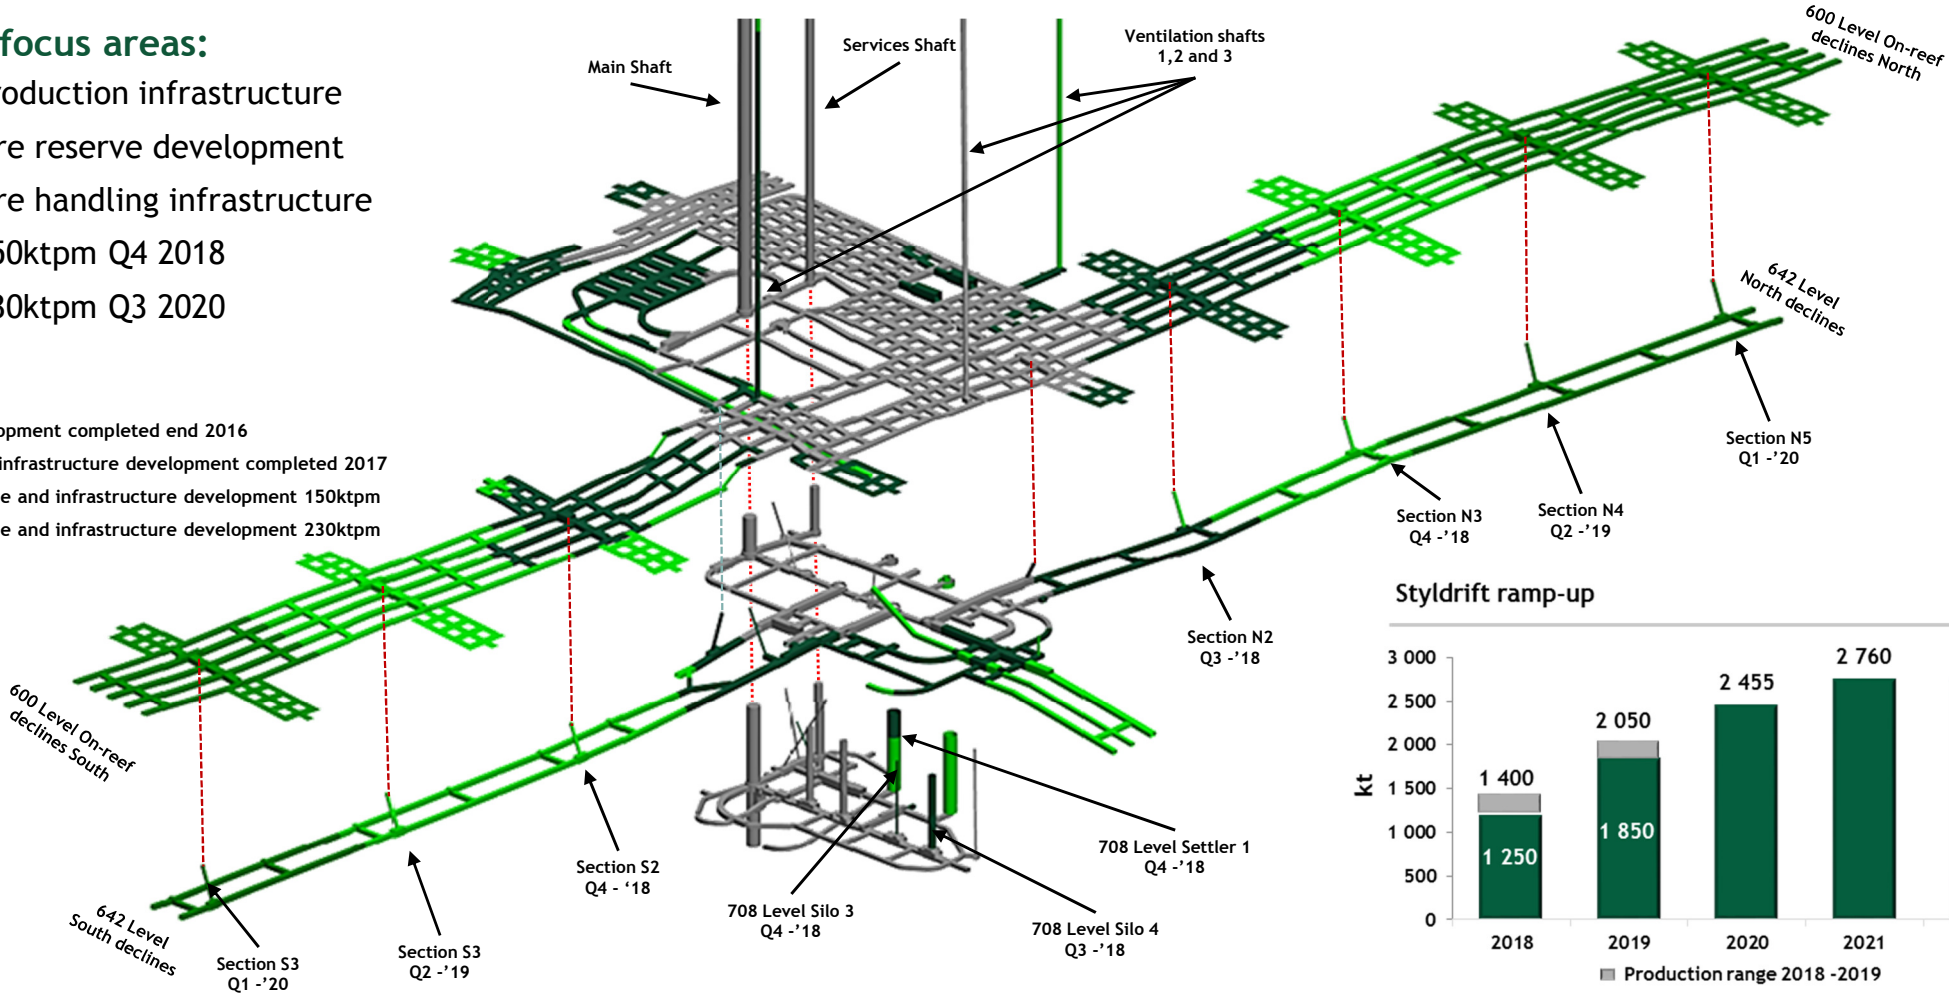 focus areas:
roduction infrastructure
re reserve development
re handling infrastructure
50ktpm Q4 2018
30ktpm Q3 2020
opment completed end 2016
infrastructure development completed 2017
e and infrastructure development 150ktpm
e and infrastructure development 230ktpm
Main Shaft
Services Shaft
Ventilation shafts
1,2 and 3
600 Level On-reef
declines North
642 Level
North declines
Section N5
Q1 -’20
Section N4
Q2 -’19
Section N3
Q4 -’18
Section N2
Q3 -’18
600 Level On-reef
declines South
642 Level
South declines
Section S3
Q1 -’20
Section S3
Q2 -’19
Section S2
Q4 - ‘18
708 Level Silo 3
Q4 -’18
708 Level Settler 1
Q4 -’18
708 Level Silo 4
Q3 -’18
Styldrift ramp-up
kt
3 000
2 500
2 000
1 500
1 000
500
0
1 400
1 250
2 050
1 850
2 455
2 760
2018
2019
2020
2021
Production range 2018 -2019